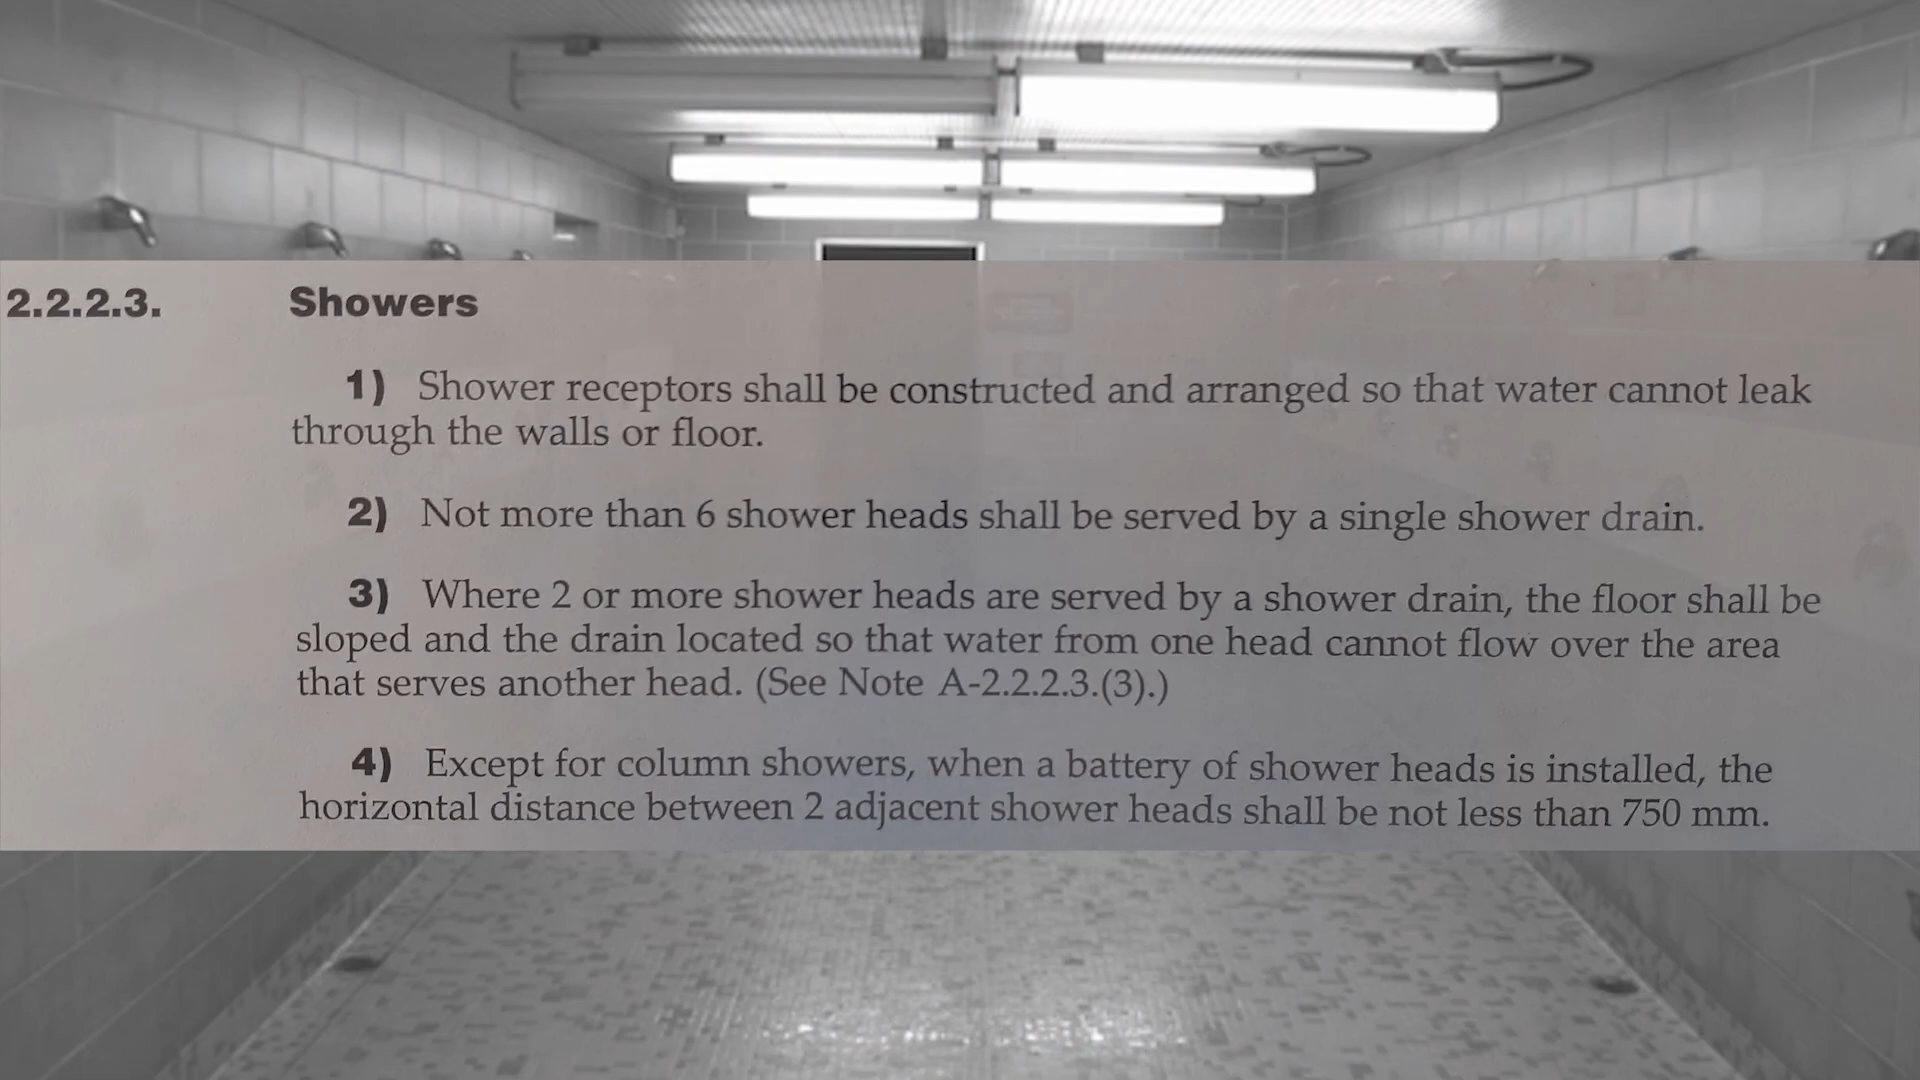 2.2.2.3. Showers
1) Shower receptors shall be constructed and arranged so that water cannot leak
through the walls or floor.
2) Not more than 6 shower heads shall be served by a single shower drain.
3) Where 2 or more shower heads are served by a shower drain, the floor shall be
sloped and the drain located so that water from one head cannot flow over the area
that serves another head. (See Note A-2.2.2.3.(3).)
4) Except for column showers, when a battery of shower heads is installed, the
horizontal distance between 2 adjacent shower heads shall be not less than 750 mm.